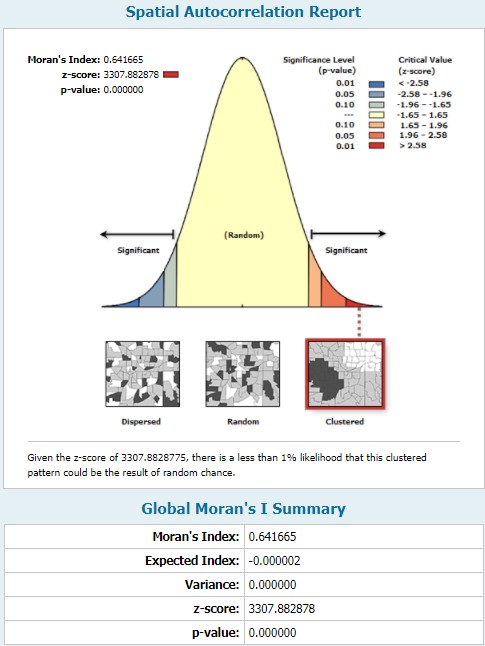 Spatial Autocorrelation Report
Moran's Index: 0.641665
z-score: 3307.882878
p-value: 0.000000
Significance Level
(p-value)
Critical Value
(z-score)
0.01 < -2.58
0.05 -2.58 - -1.96
0.10 -1.96 - -1.65
--- -1.65 - 1.65
0.10 1.65 - 1.96
0.05 1.96 - 2.58
0.01 > 2.58
(Random)
Significant
Significant
Dispersed
Random
Clustered
Given the z-score of 3307.8828775, there is a less than 1% likelihood that this clustered
pattern could be the result of random chance.
Global Moran's I Summary
Moran's Index: 0.641665
Expected Index: -0.000002
Variance: 0.000000
z-score: 3307.882878
p-value: 0.000000